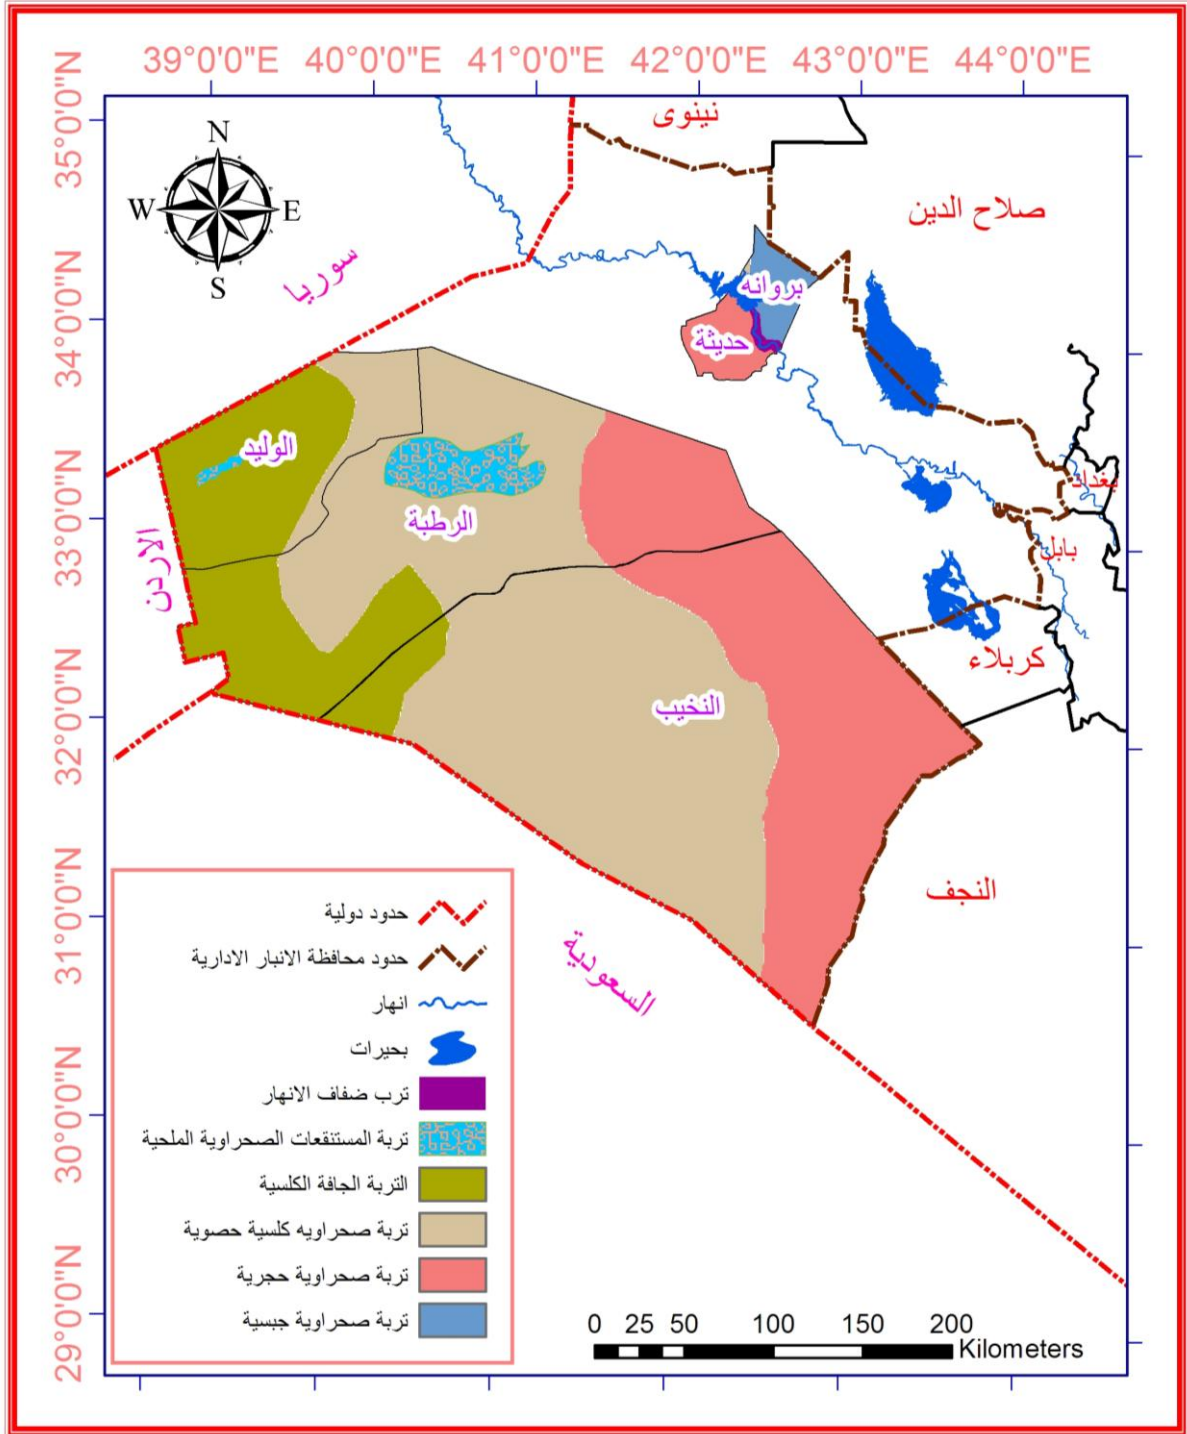 39°0'0"E 40°0'0"E 41°0'0"E 42°0'0"E 43°0'0"E 44°0'0"E
35°0'0"N
34°0'0"N
33°0'0"N
32°0'0"N
31°0'0"N
30°0'0"N
29°0'0"N
N
W E
S
نينوى
صلاح الدين
سوريا
بروانه
حديثة
الوليد
بغداد
الرطبة
بابل
الاردن
كربلاء
النخيب
النجف
السعودية
حدود دولية
حدود محافظة الانبار الادارية
انهار
بحيرات
ترب ضفاف الانهار
تربة المستنقعات الصحراوية الملحية
التربة الجافة الكلسية
تربة صحراويه كلسية حصوية
تربة صحراوية حجرية
تربة صحراوية جبسية
0 25 50 100 150 200
Kilometers